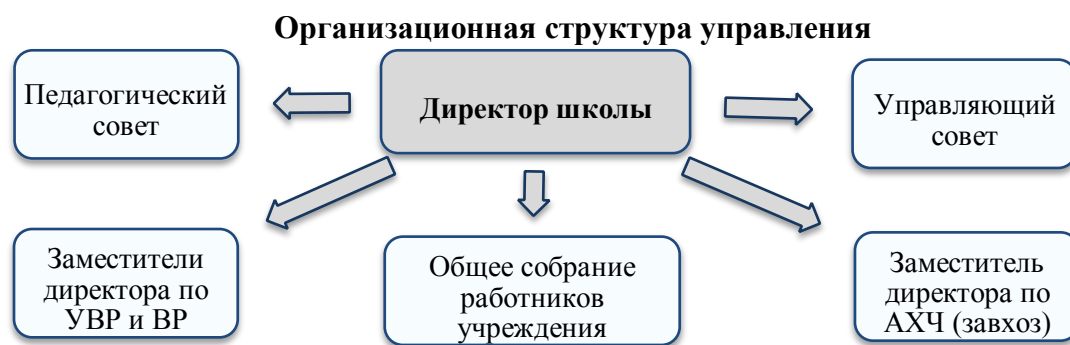 Организационная структура управления
Педагогический
совет
Директор школы
Управляющий
совет
Заместители
директора по
УВР и ВР
Общее собрание
работников
учреждения
Заместитель
директора по
АХЧ (завхоз)